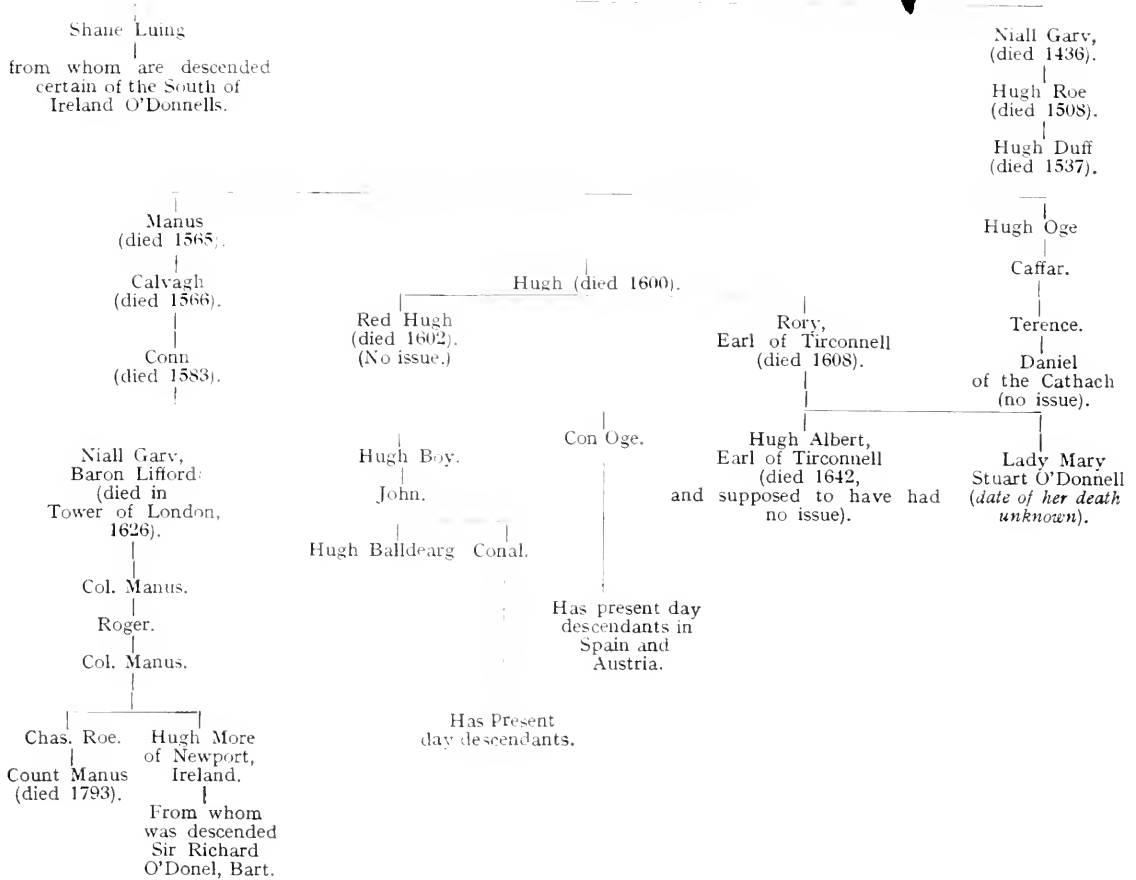 Shane Luing
from whom are descended
certain of the South of
Ireland O'Donnells.
Niall Garv,
(died 1436).
Hugh Roe
(died 1508).
Hugh Duff
(died 1537).
Manus
(died 1565).
Calvagh
(died 1566).
Conn
(died 1583).
Niall Garv,
Baron Lifford
(died in
Tower of London,
1626).
Col. Manus.
Roger.
Col. Manus.
Chas. Roe.
Count Manus
(died 1793).
Hugh More
of Newport,
Ireland.
From whom
was descended
Sir Richard
O'Donel, Bart.
Hugh (died 1600).
Red Hugh
(died 1602).
(No issue.)
Hugh Boy.
John.
Hugh Balldearg
Conal.
Has Present
day descendants.
Con Oge.
Has present day
descendants in
Spain and
Austria.
Rory,
Earl of Tirconnell
(died 1608).
Hugh Albert,
Earl of Tirconnell
(died 1642,
and supposed to have had
no issue).
Lady Mary
Stuart O'Donnell
(date of her death
unknown).
Hugh Oge
Caffar.
Terence.
Daniel
of the Cathach
(no issue).